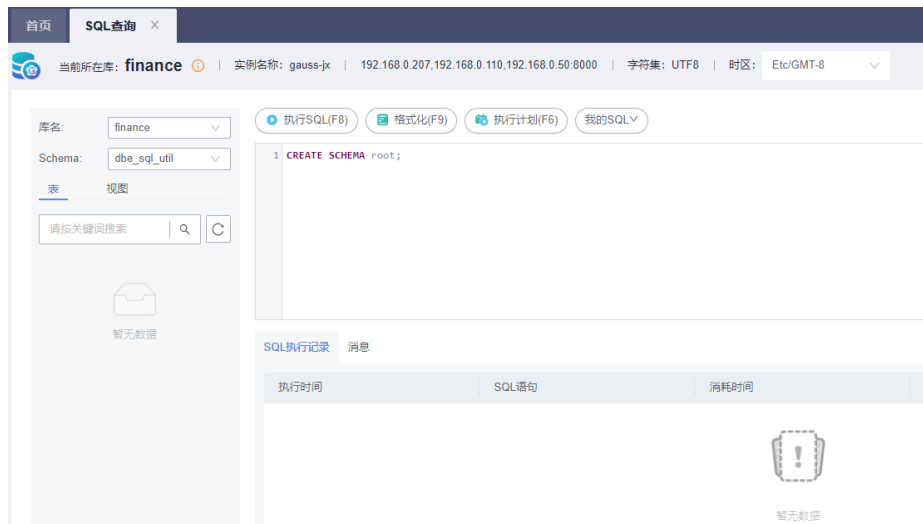 首页 SQL查询 ×
当前所在库: finance | 实例名称: gauss-jx | 192.168.0.207,192.168.0.110,192.168.0.50:8000 | 字符集: UTF8 | 时区: Etc/GMT-8
库名: finance
执行SQL(F8) 格式化(F9) 执行计划(F6) 我的SQL
Schema: dbe_sql_util
1 CREATE SCHEMA root;
表 视图
请按关键词搜索
暂无数据
SQL执行记录 消息
执行时间 SQL语句 消耗时间
暂无数据